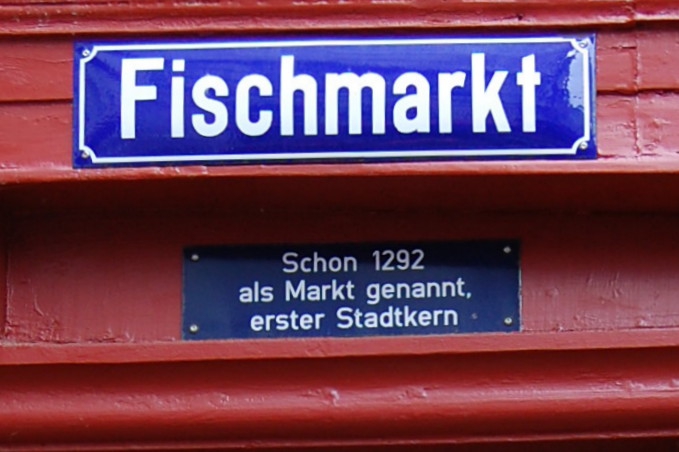 Fischmarkt
Schon 1292
als Markt genannt,
erster Stadtkern